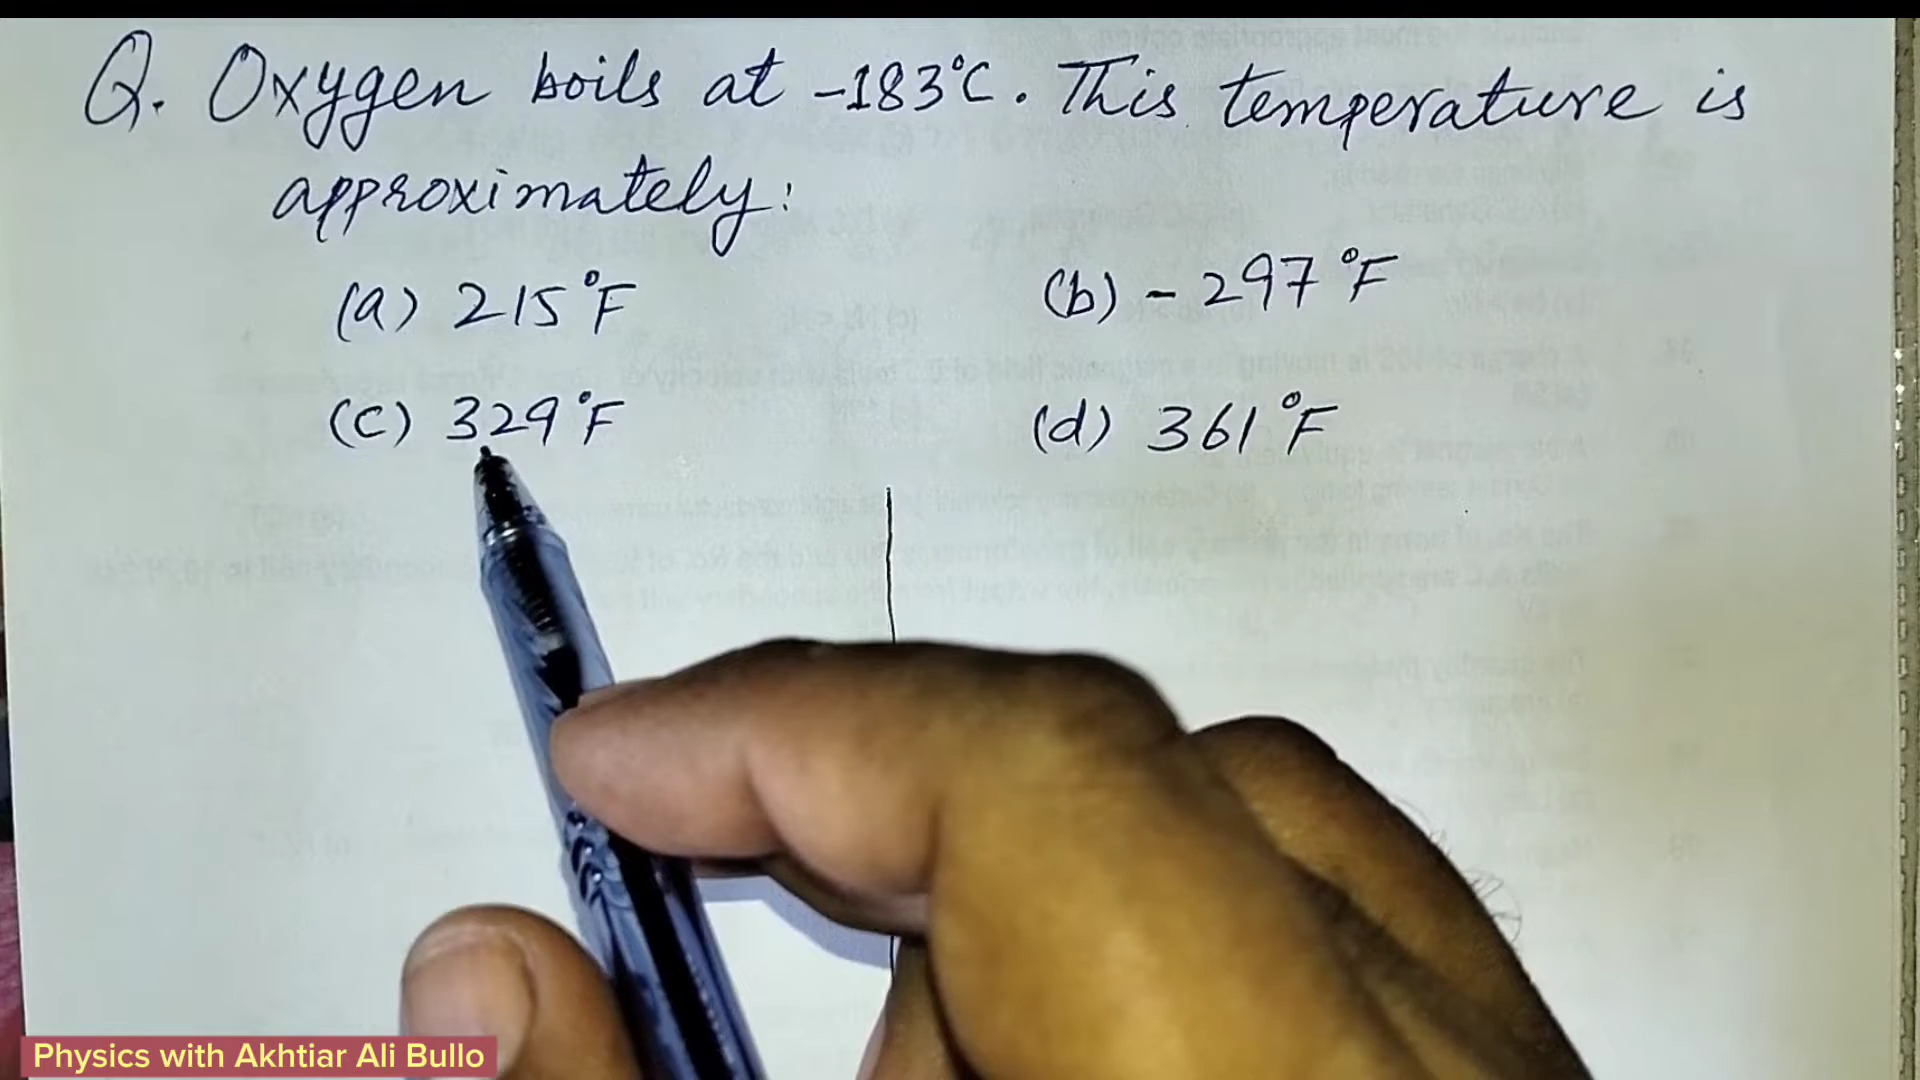 Q. Oxygen boils at -183°C. This temperature is
approximately:
(a) 215°F
(b) - 297°F
(c) 329°F
(d) 361°F
Physics with Akhtiar Ali Bullo